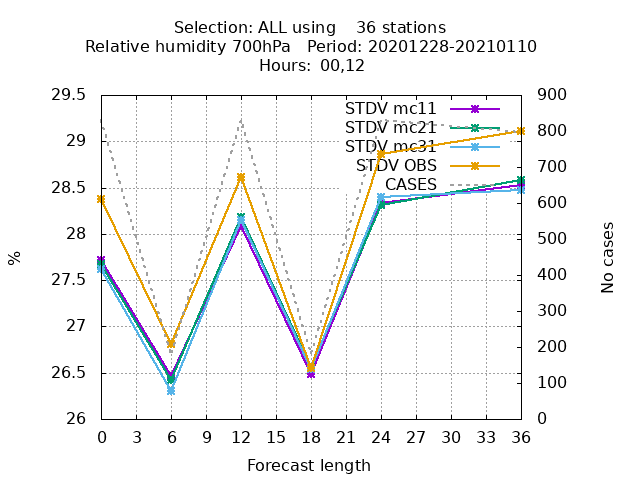 Selection: ALL using    36 stations
Relative humidity 700hPa   Period: 20201228-20210110
Hours:  00,12
29.5
29
28.5
28
27.5
27
26.5
26
%
STDV mc11
STDV mc21
STDV mc31
STDV OBS
CASES
900
800
700
600
500
400
300
200
100
0
No cases
0 3 6 9 12 15 18 21 24 27 30 33 36
Forecast length